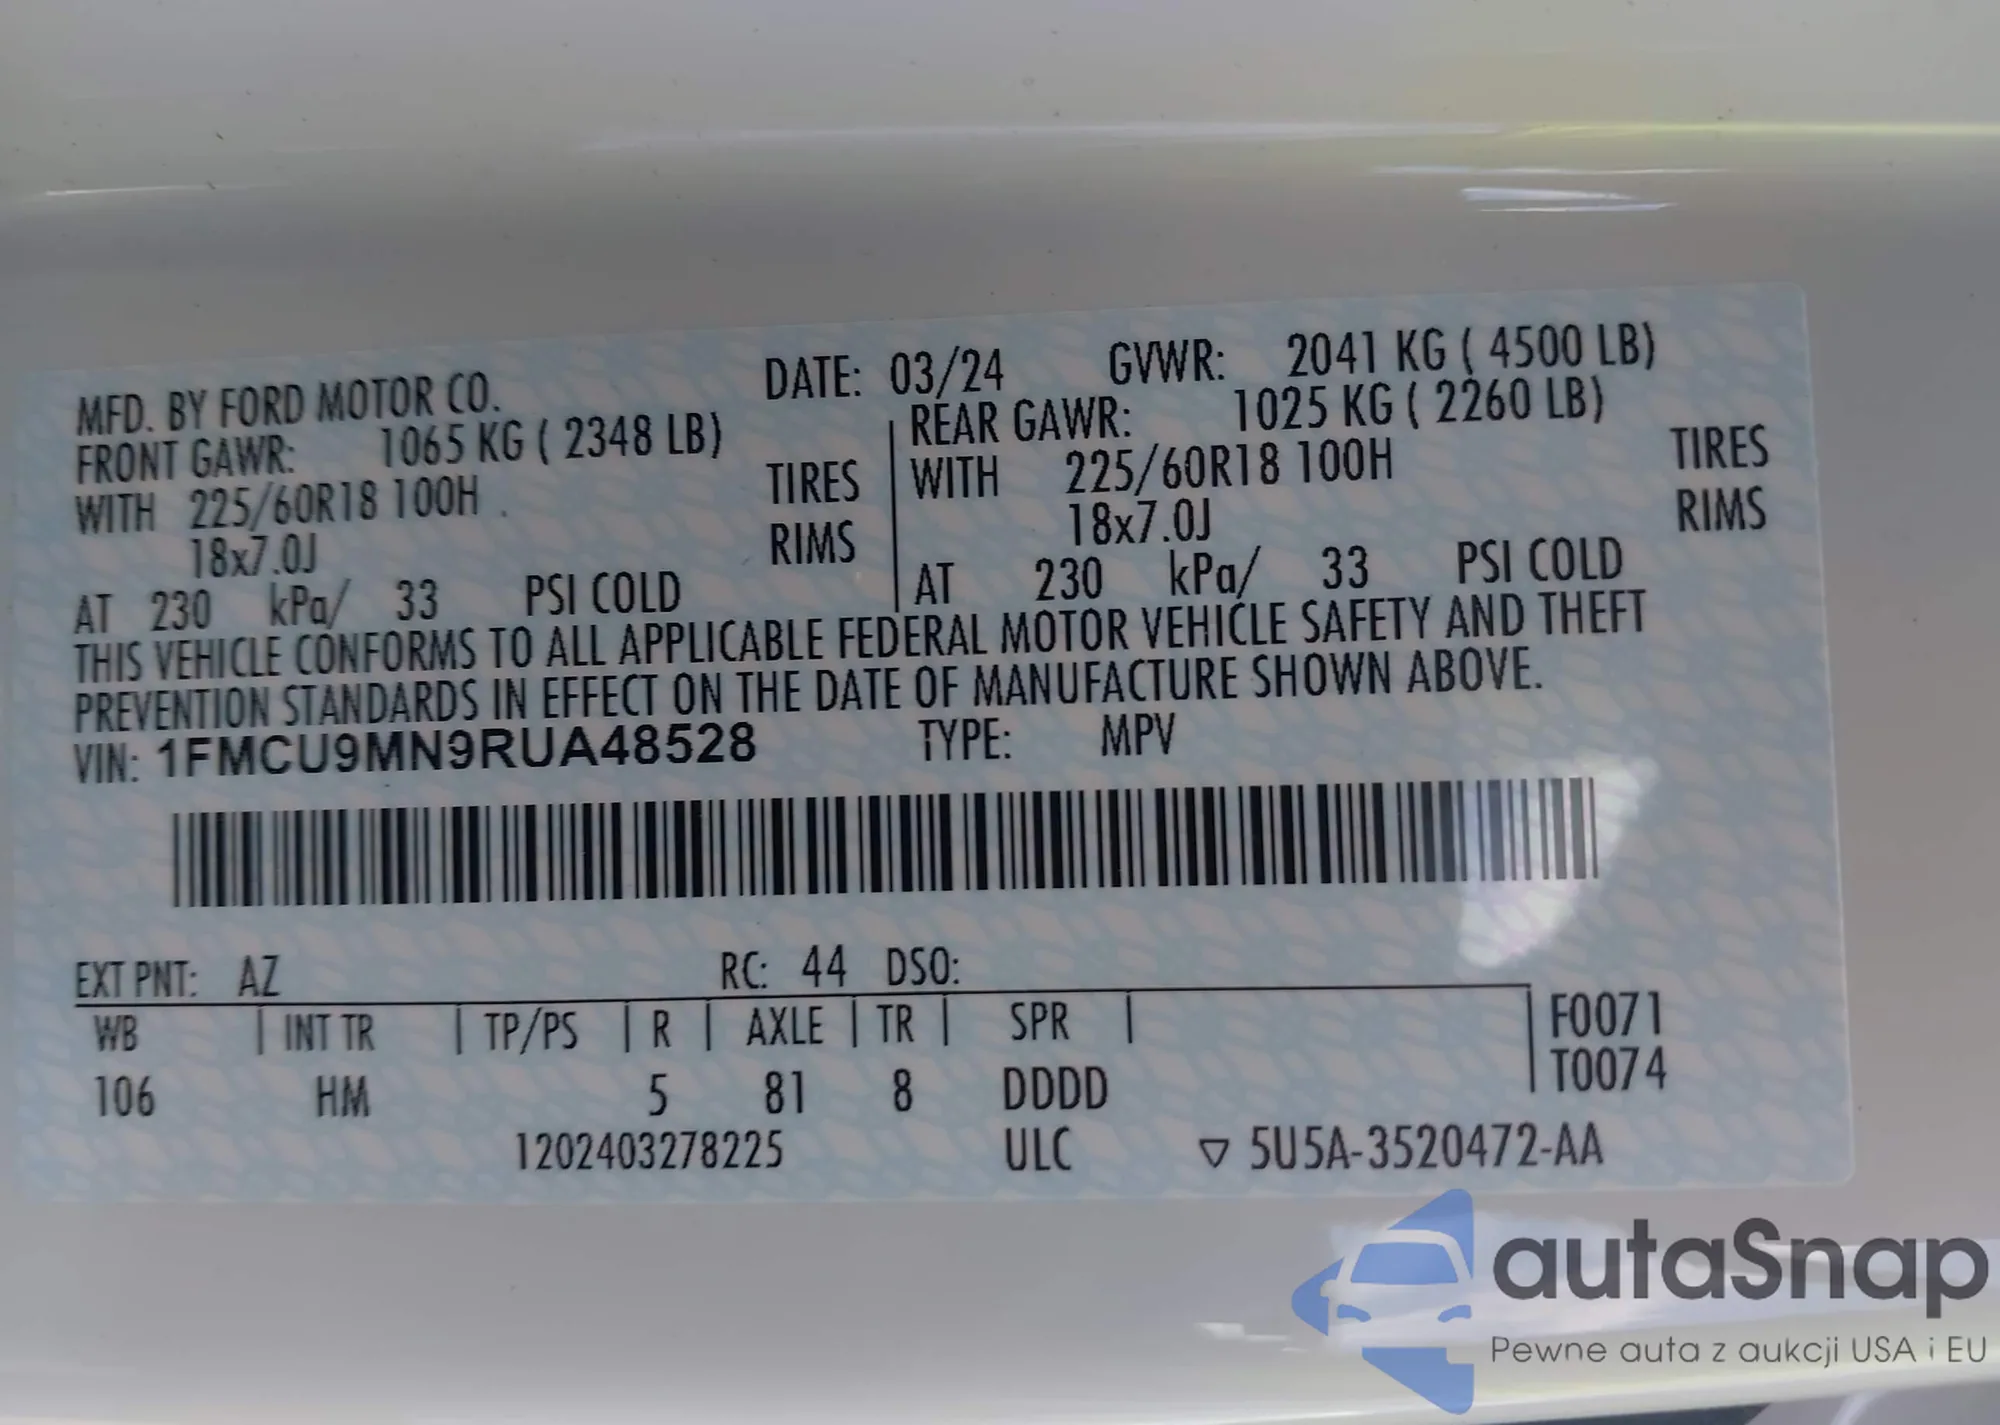 MFD. BY FORD MOTOR CO. DATE: 03/24 GVWR: 2041 KG ( 4500 LB)
FRONT GAWR: 1065 KG ( 2348 LB) REAR GAWR: 1025 KG ( 2260 LB)
WITH 225/60R18 100H TIRES WITH 225/60R18 100H TIRES
18x7.0J RIMS 18x7.0J RIMS
AT 230 kPa/ 33 PSI COLD AT 230 kPa/ 33 PSI COLD
THIS VEHICLE CONFORMS TO ALL APPLICABLE FEDERAL MOTOR VEHICLE SAFETY AND THEFT
PREVENTION STANDARDS IN EFFECT ON THE DATE OF MANUFACTURE SHOWN ABOVE.
VIN: 1FMCU9MN9RUA48528 TYPE: MPV
EXT PNT: AZ RC: 44 DSO:
WB INT TR TP/PS R AXLE TR SPR F0071
106 HM 5 81 8 DDDD T0074
1202403278225 ULC ▽ 5U5A-3520472-AA
autaSnap
Pewne auta z aukcji USA i EU